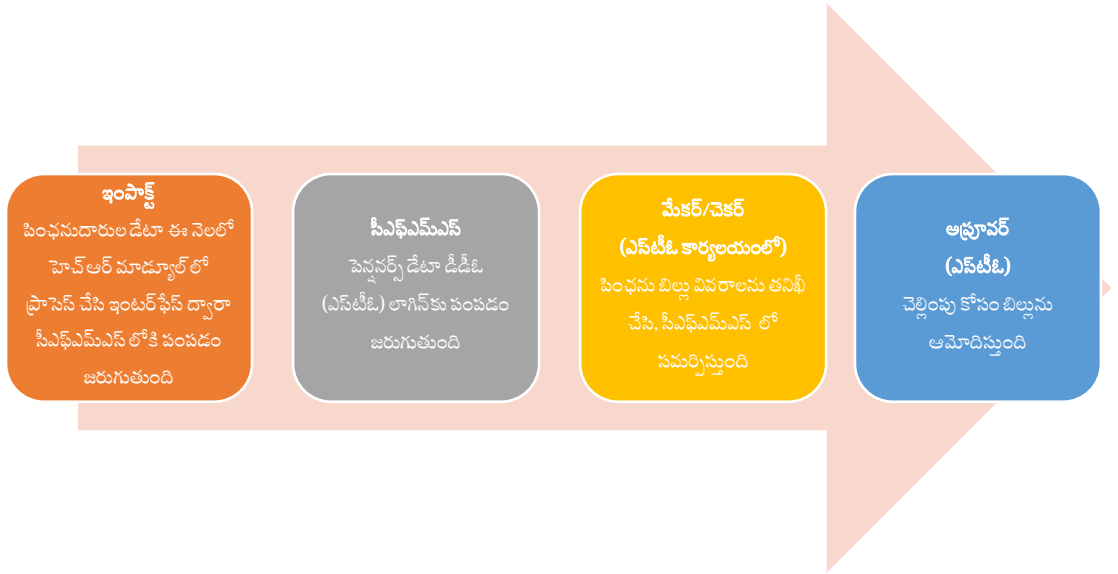 ఇంపాక్ట్
పింఛనుదారుల డేటా ఈ నెలలో
హెచ్ ఆర్ మాడ్యూల్ లో
ప్రాసెస్ చేసి ఇంటర్‌ఫేస్ ద్వారా
సీఎఫ్ఎమ్ఎస్ లోకి పంపడం
జరుగుతుంది
సీఎఫ్ఎమ్ఎస్
పెన్షనర్స్ డేటా డీడీఓ
(ఎస్‌టీఓ) లాగిన్‌కు పంపడం
జరుగుతుంది
మేకర్/చెకర్
(ఎస్‌టీఓ కార్యలయంలో)
పింఛను బిల్లు వివరాలను తనిఖీ
చేసి, సీఎఫ్ఎమ్ఎస్ లో
సమర్పిస్తుంది
అప్రూవర్
(ఎస్‌టీఓ)
చెల్లింపు కోసం బిల్లును
ఆమోదిస్తుంది